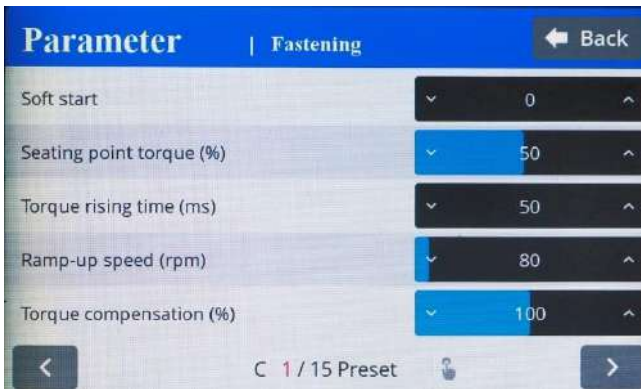 Parameter | Fastening Back
Soft start 0
Seating point torque (%) 50
Torque rising time (ms) 50
Ramp-up speed (rpm) 80
Torque compensation (%) 100
C 1 / 15 Preset